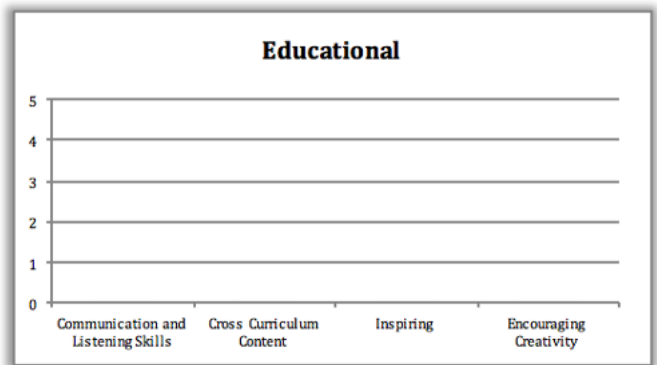 Educational
5
4
3
2
1
0
Communication and
Listening Skills
Cross Curriculum
Content
Inspiring
Encouraging
Creativity